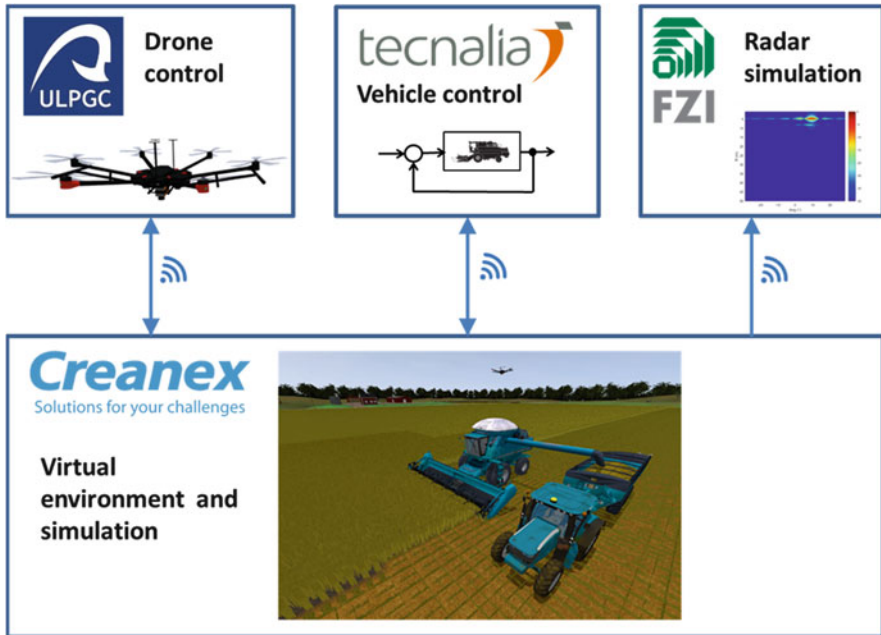 ULPGC
Drone
control
tecnalia
Vehicle control
FZI
Radar
simulation
Creanex
Solutions for your challenges
Virtual
environment and
simulation